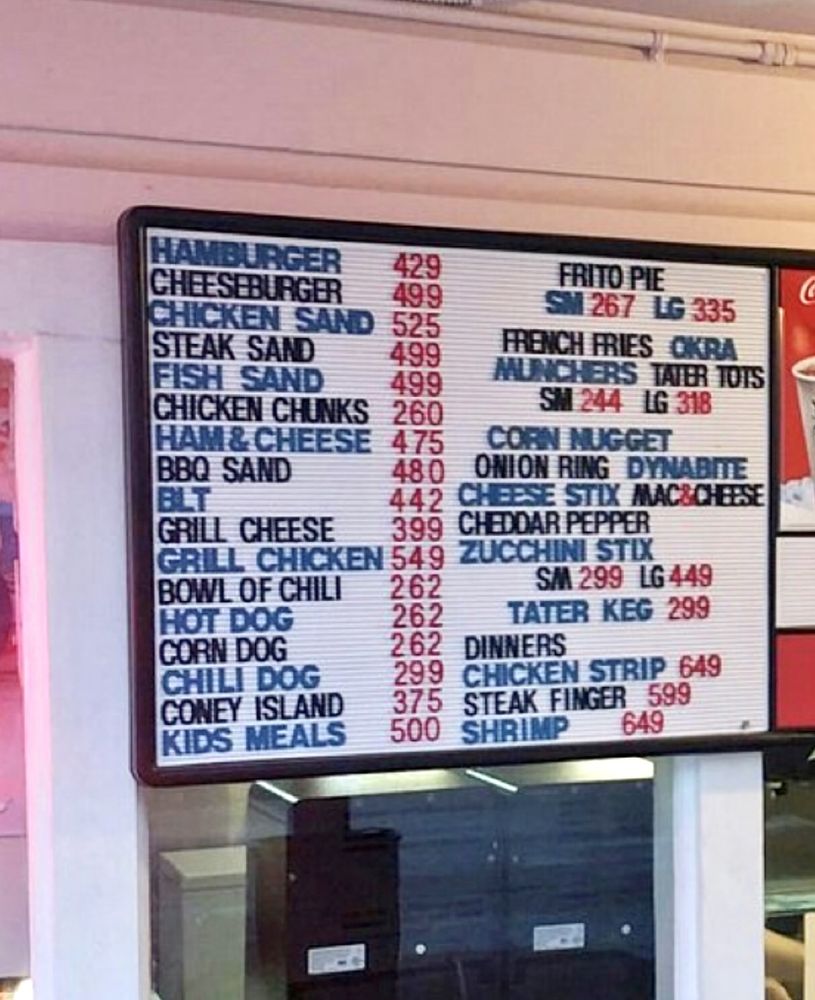 HAMBURGER 429
CHEESEBURGER 499
CHICKEN SAND 525
STEAK SAND 499
FISH SAND 499
CHICKEN CHUNKS 260
HAM & CHEESE 475
BBQ SAND 480
BLT 442
GRILL CHEESE 399
GRILL CHICKEN 549
BOWL OF CHILI 262
HOT DOG 262
CORN DOG 262
CHILI DOG 299
CONEY ISLAND 375
KIDS MEALS 500
FRITO PIE
SM 267 LG 335
FRENCH FRIES OKRA
MUNCHERS TATER TOTS
SM 244 LG 318
CORN NUGGET
ONION RING DYNABITE
CHEESE STIX MAC&CHEESE
CHEDDAR PEPPER
ZUCCHINI STIX
SM 299 LG 449
TATER KEG 299
DINNERS
CHICKEN STRIP 649
STEAK FINGER 599
SHRIMP 649